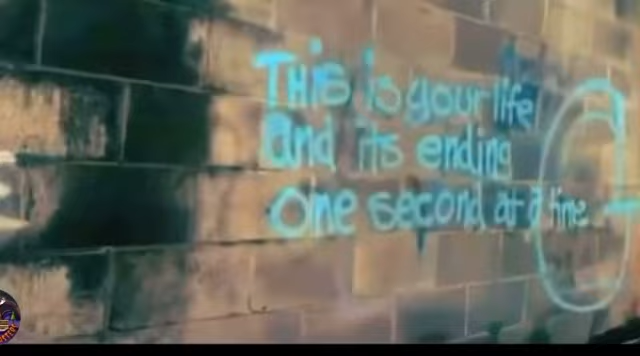 This is your life
and its ending
one second at a time